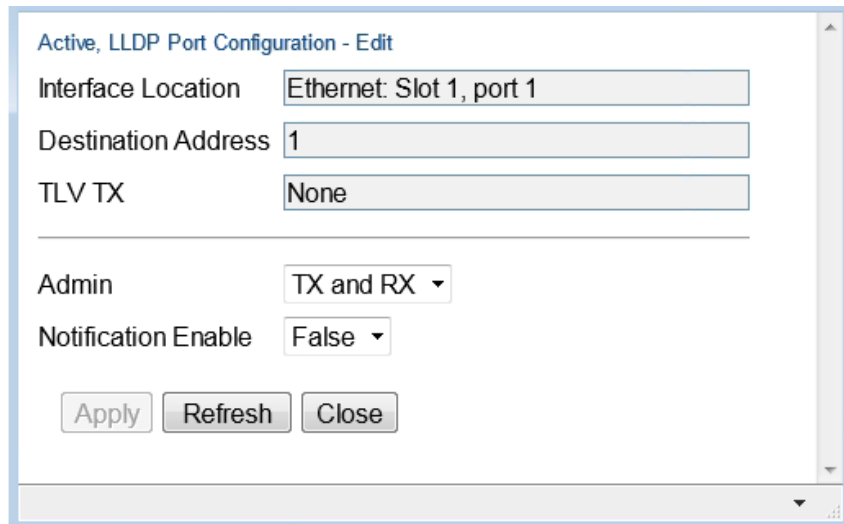 Active, LLDP Port Configuration - Edit
Interface Location Ethernet: Slot 1, port 1
Destination Address 1
TLV TX None
Admin TX and RX
Notification Enable False
Apply Refresh Close